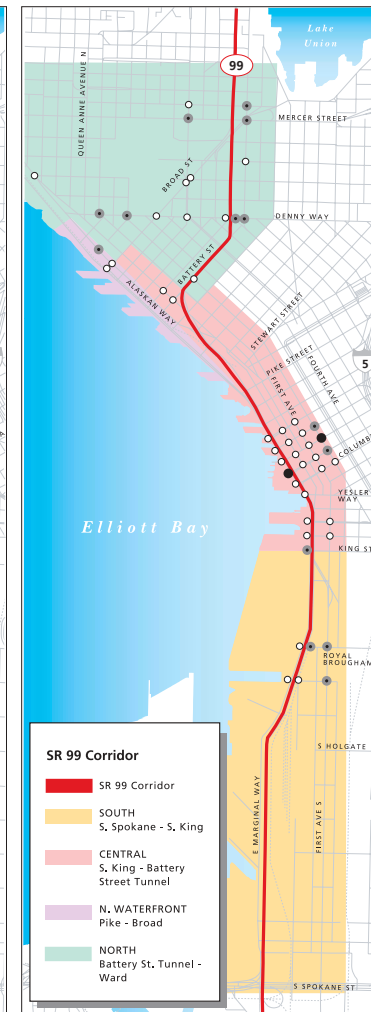 Lake
Union
99
QUEEN ANNE AVENUE N
MERCER STREET
BROAD ST
DENNY WAY
BATTERY ST
ALASKAN WAY
STEWART STREET
PIKE STREET
FOURTH AVE
FIRST AVE
5
COLUMB
YESLER
WAY
Elliott Bay
KING ST
ROYAL
BROUGHAM
S HOLGATE
E MARGINAL WAY
FIRST AVE S
S SPOKANE ST
SR 99 Corridor
SR 99 Corridor
SOUTH
S. Spokane - S. King
CENTRAL
S. King - Battery
Street Tunnel
N. WATERFRONT
Pike - Broad
NORTH
Battery St. Tunnel -
Ward